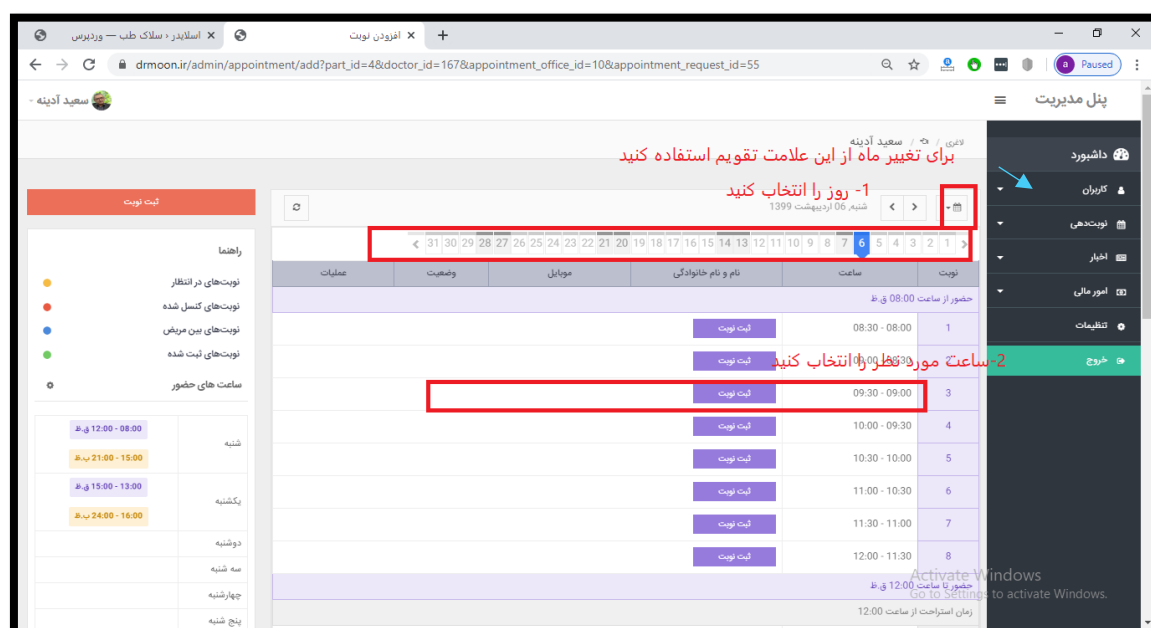 اسلایدر ‹ سلاک طب — وردپرس
افزودن نوبت
drmoon.ir/admin/appointment/add?part_id=4&doctor_id=167&appointment_office_id=10&appointment_request_id=55
a Paused
پنل مدیریت
سعید آدینه
لاغری / / سعید آدینه
برای تغییر ماه از این علامت تقویم استفاده کنید
داشبورد
کاربران
نوبت‌دهی
اخبار
امور مالی
تنظیمات
خروج
1- روز را انتخاب کنید
شنبه, 06 اردیبهشت 1399
ثبت نوبت
1 2 3 4 5 6 7 8 9 10 11 12 13 14 15 16 17 18 19 20 21 22 23 24 25 26 27 28 29 30 31
نوبت ساعت نام و نام خانوادگی موبایل وضعیت عملیات
حضور از ساعت 08:00 ق.ظ
1 08:00 - 08:30 ثبت نوبت
2 08:30 - 09:00 ثبت نوبت
2-ساعت مورد نظر را انتخاب کنید
3 09:00 - 09:30 ثبت نوبت
4 09:30 - 10:00 ثبت نوبت
5 10:00 - 10:30 ثبت نوبت
6 10:30 - 11:00 ثبت نوبت
7 11:00 - 11:30 ثبت نوبت
8 11:30 - 12:00 ثبت نوبت
حضور تا ساعت 12:00 ق.ظ
زمان استراحت از ساعت 12:00
راهنما
نوبت‌های در انتظار
نوبت‌های کنسل شده
نوبت‌های بین مریض
نوبت‌های ثبت شده
ساعت های حضور
شنبه
08:00 - 12:00 ق.ظ
15:00 - 21:00 ب.ظ
یکشنبه
13:00 - 15:00 ق.ظ
16:00 - 24:00 ب.ظ
دوشنبه
سه شنبه
چهارشنبه
پنج شنبه
Activate Windows
Go to Settings to activate Windows.